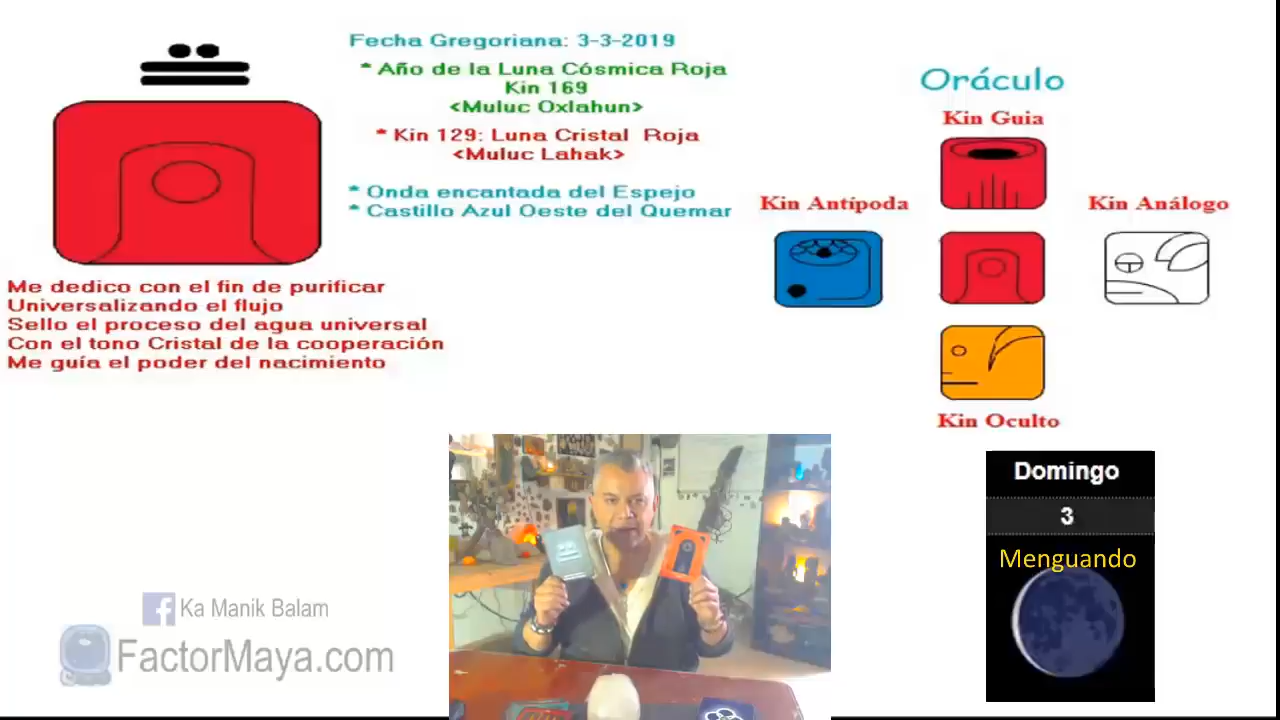 Fecha Gregoriana: 3-3-2019
* Año de la Luna Cósmica Roja
Kin 169
<Muluc Oxlahun>
* Kin 129: Luna Cristal Roja
<Muluc Lahak>
* Onda encantada del Espejo
* Castillo Azul Oeste del Quemar
Me dedico con el fin de purificar
Universalizando el flujo
Sello el proceso del agua universal
Con el tono Cristal de la cooperación
Me guía el poder del nacimiento
Oráculo
Kin Guia
Kin Antípoda
Kin Análogo
Kin Oculto
Domingo
3
Menguando
Ka Manik Balam
FactorMaya.com